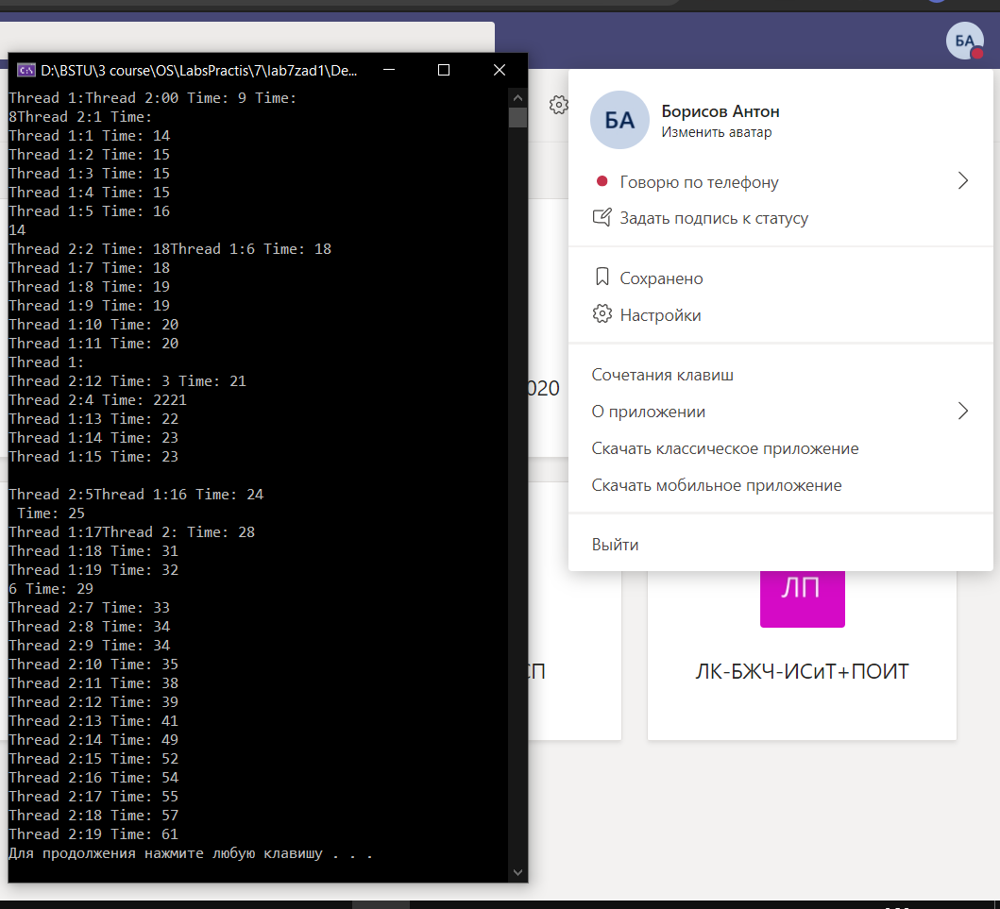 БА
D:\BSTU\3 course\OS\LabsPractis\7\lab7zad1\De...
Thread 1:Thread 2:00 Time: 9 Time:
8Thread 2:1 Time:
Thread 1:1 Time: 14
Thread 1:2 Time: 15
Thread 1:3 Time: 15
Thread 1:4 Time: 15
Thread 1:5 Time: 16
14
Thread 2:2 Time: 18Thread 1:6 Time: 18
Thread 1:7 Time: 18
Thread 1:8 Time: 19
Thread 1:9 Time: 19
Thread 1:10 Time: 20
Thread 1:11 Time: 20
Thread 1:
Thread 2:12 Time: 3 Time: 21
Thread 2:4 Time: 2221
Thread 1:13 Time: 22
Thread 1:14 Time: 23
Thread 1:15 Time: 23
Thread 2:5Thread 1:16 Time: 24
Time: 25
Thread 1:17Thread 2: Time: 28
Thread 1:18 Time: 31
Thread 1:19 Time: 32
6 Time: 29
Thread 2:7 Time: 33
Thread 2:8 Time: 34
Thread 2:9 Time: 34
Thread 2:10 Time: 35
Thread 2:11 Time: 38
Thread 2:12 Time: 39
Thread 2:13 Time: 41
Thread 2:14 Time: 49
Thread 2:15 Time: 52
Thread 2:16 Time: 54
Thread 2:17 Time: 55
Thread 2:18 Time: 57
Thread 2:19 Time: 61
Для продолжения нажмите любую клавишу . . .
БА
Борисов Антон
Изменить аватар
Говорю по телефону
Задать подпись к статусу
Сохранено
Настройки
Сочетания клавиш
О приложении
Скачать классическое приложение
Скачать мобильное приложение
Выйти
020
СП
ЛП
ЛК-БЖЧ-ИСиТ+ПОИТ